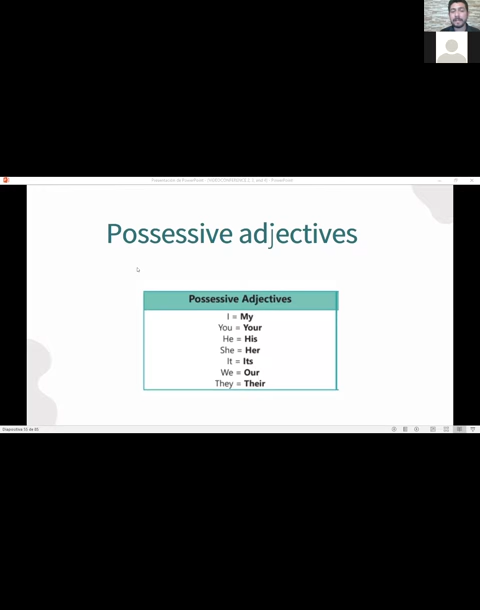 Possessive adjectives
Possessive Adjectives
I = My
You = Your
He = His
She = Her
It = Its
We = Our
They = Their